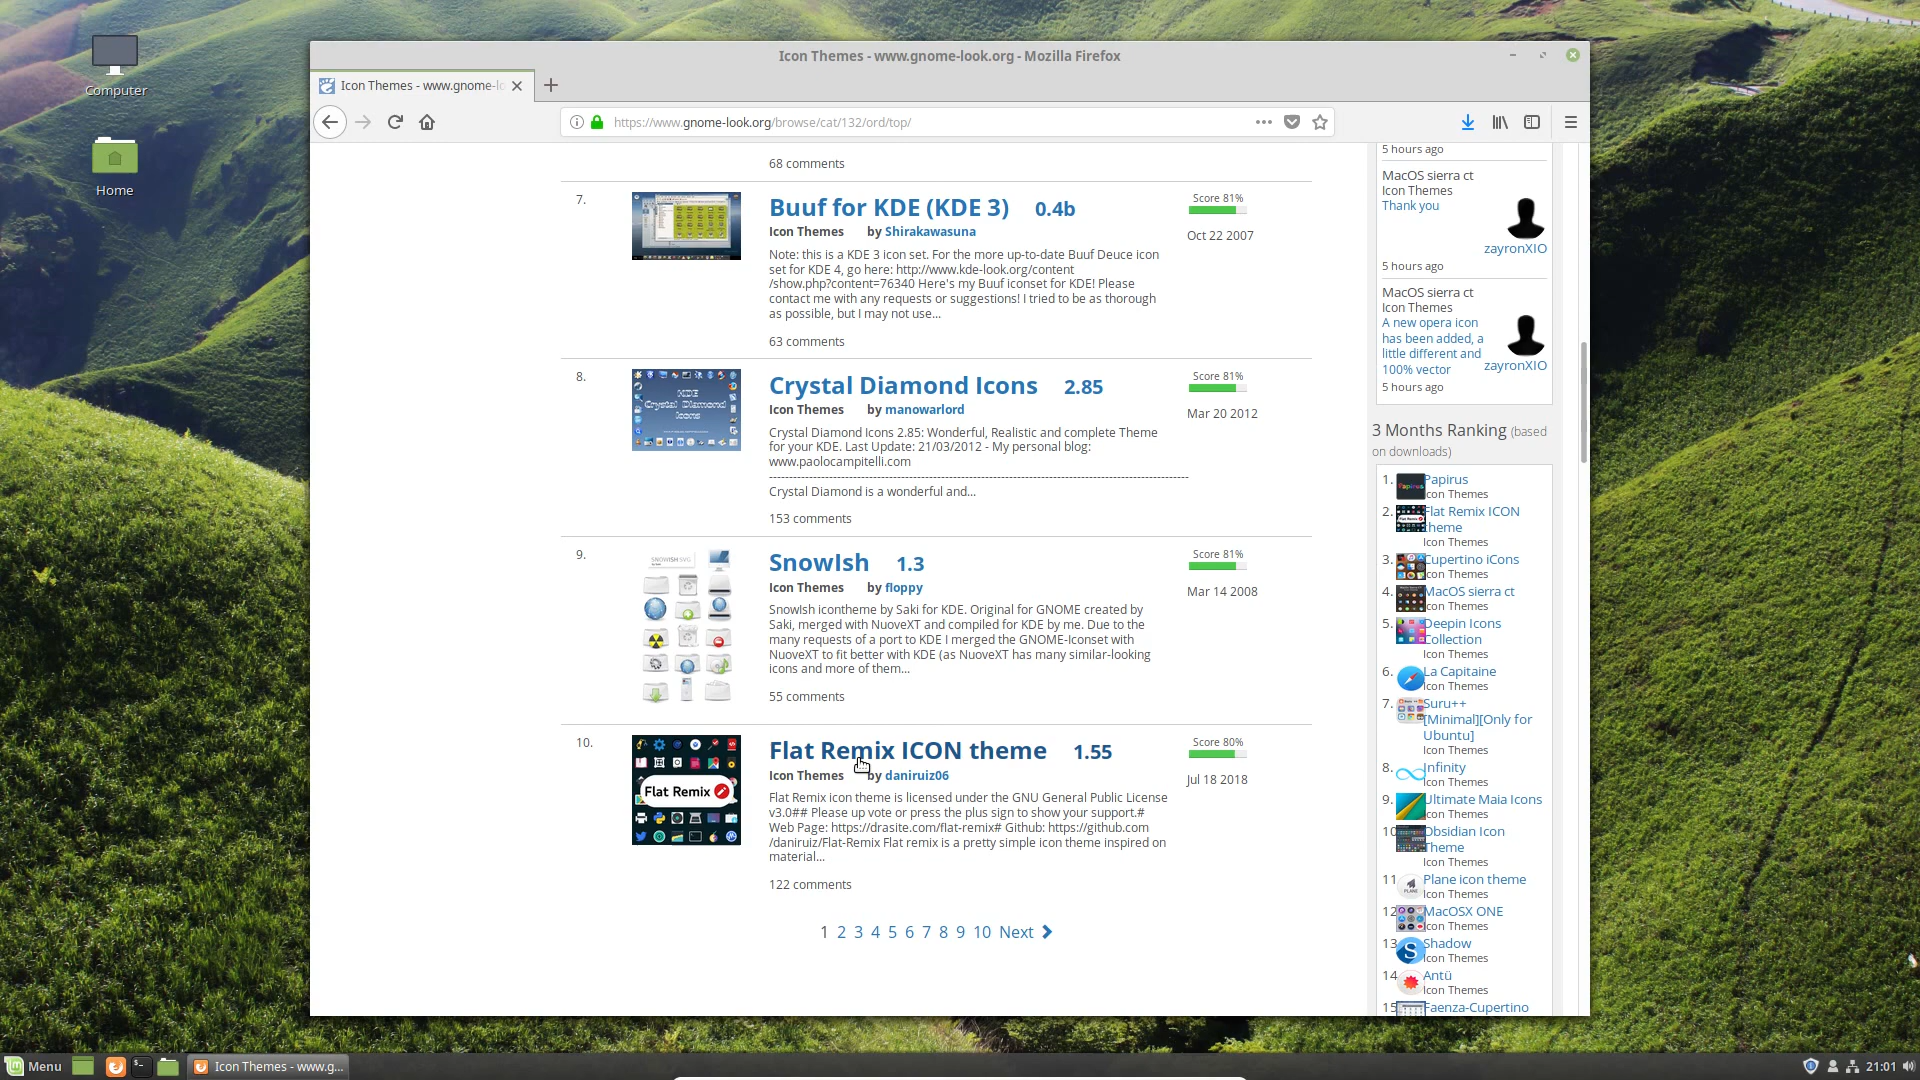 Computer
Home
Icon Themes - www.gnome-look.org - Mozilla Firefox
Icon Themes - www.gnome-lo
https://www.gnome-look.org/browse/cat/132/ord/top/
68 comments
7.
Buuf for KDE (KDE 3) 0.4b
Icon Themes by Shirakawasuna
Note: this is a KDE 3 icon set. For the more up-to-date Buuf Deuce icon
set for KDE 4, go here: http://www.kde-look.org/content
/show.php?content=76340 Here's my Buuf iconset for KDE! Please
contact me with any requests or suggestions! I tried to be as thorough
as possible, but I may not use...
63 comments
Score 81%
Oct 22 2007
8.
KDE
Crystal Diamond
Icons
Crystal Diamond Icons 2.85
Icon Themes by manowarlord
Crystal Diamond Icons 2.85: Wonderful, Realistic and complete Theme
for your KDE. Last Update: 21/03/2012 - My personal blog:
www.paolocampitelli.com
Crystal Diamond is a wonderful and...
153 comments
Score 81%
Mar 20 2012
9.
SNOWISH SVG
SnowIsh 1.3
Icon Themes by floppy
SnowIsh icontheme by Saki for KDE. Original for GNOME created by
Saki, merged with NuoveXT and compiled for KDE by me. Due to the
many requests of a port to KDE I merged the GNOME-Iconset with
NuoveXT to fit better with KDE (as NuoveXT has many similar-looking
icons and more of them...
55 comments
Score 81%
Mar 14 2008
10.
Flat Remix
Flat Remix ICON theme 1.55
Icon Themes by daniruiz06
Flat Remix icon theme is licensed under the GNU General Public License
v3.0## Please up vote or press the plus sign to show your support.#
Web Page: https://drasite.com/flat-remix# Github: https://github.com
/daniruiz/Flat-Remix Flat remix is a pretty simple icon theme inspired on
material...
122 comments
Score 80%
Jul 18 2018
1 2 3 4 5 6 7 8 9 10 Next
5 hours ago
MacOS sierra ct
Icon Themes
Thank you
zayronXIO
5 hours ago
MacOS sierra ct
Icon Themes
A new opera icon
has been added, a
little different and
100% vector
zayronXIO
5 hours ago
3 Months Ranking (based
on downloads)
1. Papirus
Icon Themes
2. Flat Remix ICON
theme
Icon Themes
3. Cupertino iCons
Icon Themes
4. MacOS sierra ct
Icon Themes
5. Deepin Icons
Collection
Icon Themes
6. La Capitaine
Icon Themes
7. Suru++
[Minimal][Only for
Ubuntu]
Icon Themes
8. Infinity
Icon Themes
9. Ultimate Maia Icons
Icon Themes
10 Obsidian Icon
Theme
Icon Themes
11 Plane icon theme
Icon Themes
12 MacOSX ONE
Icon Themes
13 Shadow
Icon Themes
14 Antü
Icon Themes
15 Faenza-Cupertino
Menu
Icon Themes - www.g...
21:01